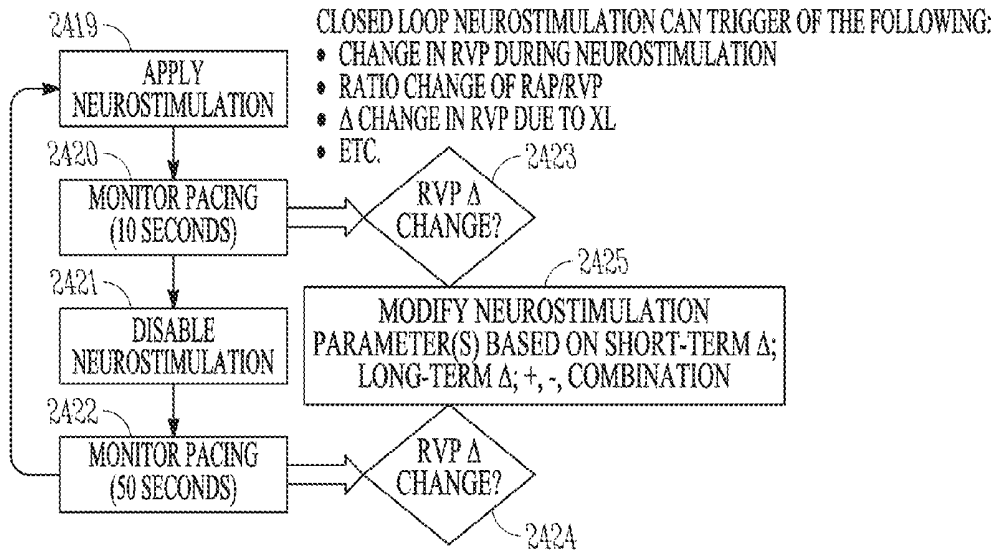 2419
APPLY
NEUROSTIMULATION
2420
MONITOR PACING
(10 SECONDS)
2421
DISABLE
NEUROSTIMULATION
2422
MONITOR PACING
(50 SECONDS)
CLOSED LOOP NEUROSTIMULATION CAN TRIGGER OF THE FOLLOWING:
• CHANGE IN RVP DURING NEUROSTIMULATION
• RATIO CHANGE OF RAP/RVP
• Δ CHANGE IN RVP DUE TO XL
• ETC.
2423
RVP Δ
CHANGE?
2425
MODIFY NEUROSTIMULATION
PARAMETER(S) BASED ON SHORT-TERM Δ;
LONG-TERM Δ; +, -, COMBINATION
RVP Δ
CHANGE?
2424